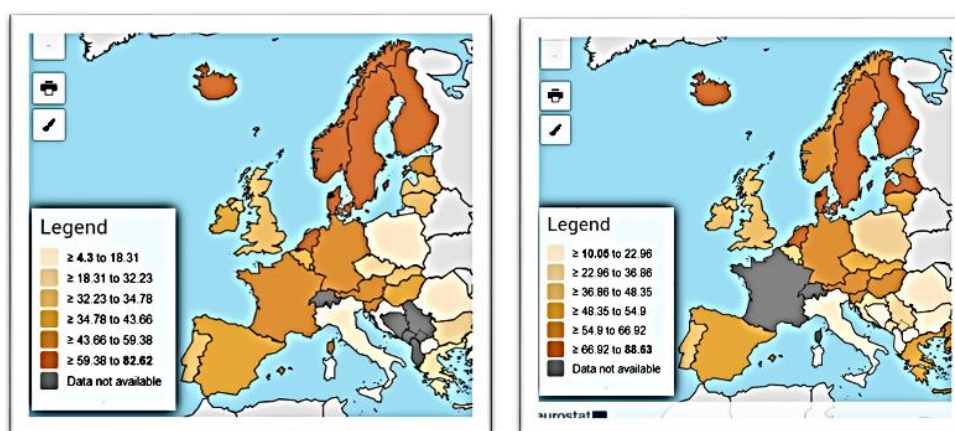 Legend
≥ 4.3 to 18.31
≥ 18.31 to 32.23
≥ 32.23 to 34.78
≥ 34.78 to 43.66
≥ 43.66 to 59.38
≥ 59.38 to 82.62
Data not available
Legend
≥ 10.05 to 22.96
≥ 22.96 to 36.86
≥ 36.86 to 48.35
≥ 48.35 to 54.9
≥ 54.9 to 66.92
≥ 66.92 to 88.63
Data not available
eurostat